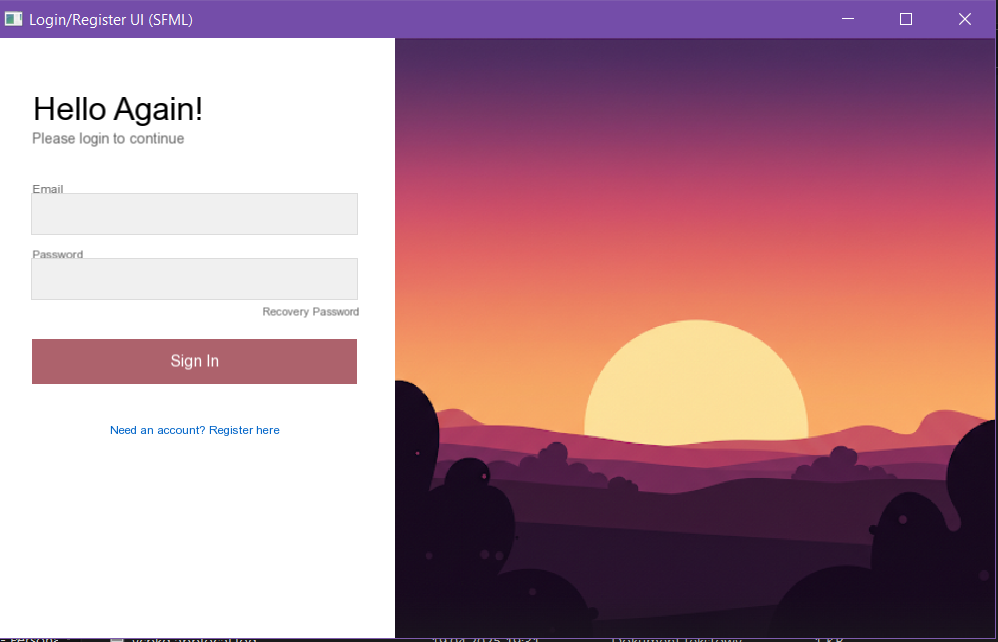 Login/Register UI (SFML)
Hello Again!
Please login to continue
Email
Password
Recovery Password
Sign In
Need an account? Register here